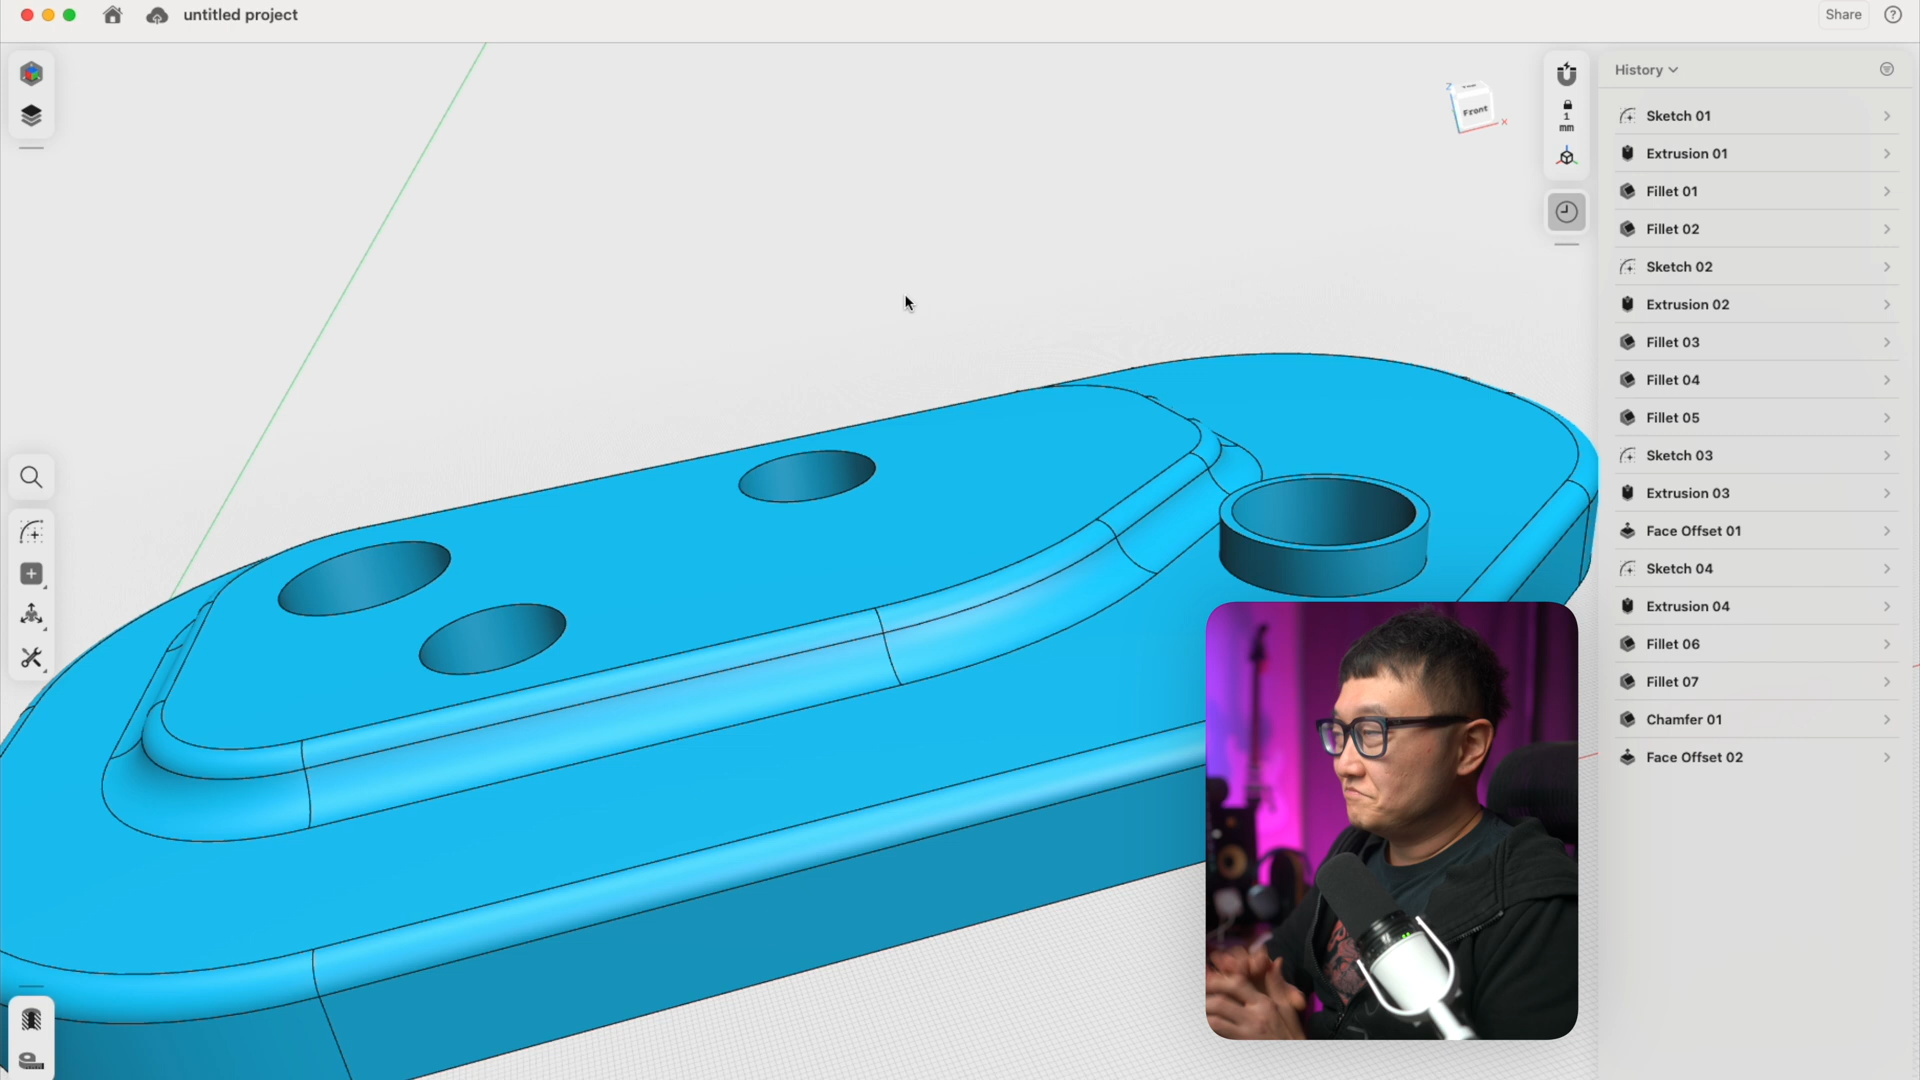 untitled project
Share
History
Z
Front
X
1
mm
Sketch 01
Extrusion 01
Fillet 01
Fillet 02
Sketch 02
Extrusion 02
Fillet 03
Fillet 04
Fillet 05
Sketch 03
Extrusion 03
Face Offset 01
Sketch 04
Extrusion 04
Fillet 06
Fillet 07
Chamfer 01
Face Offset 02